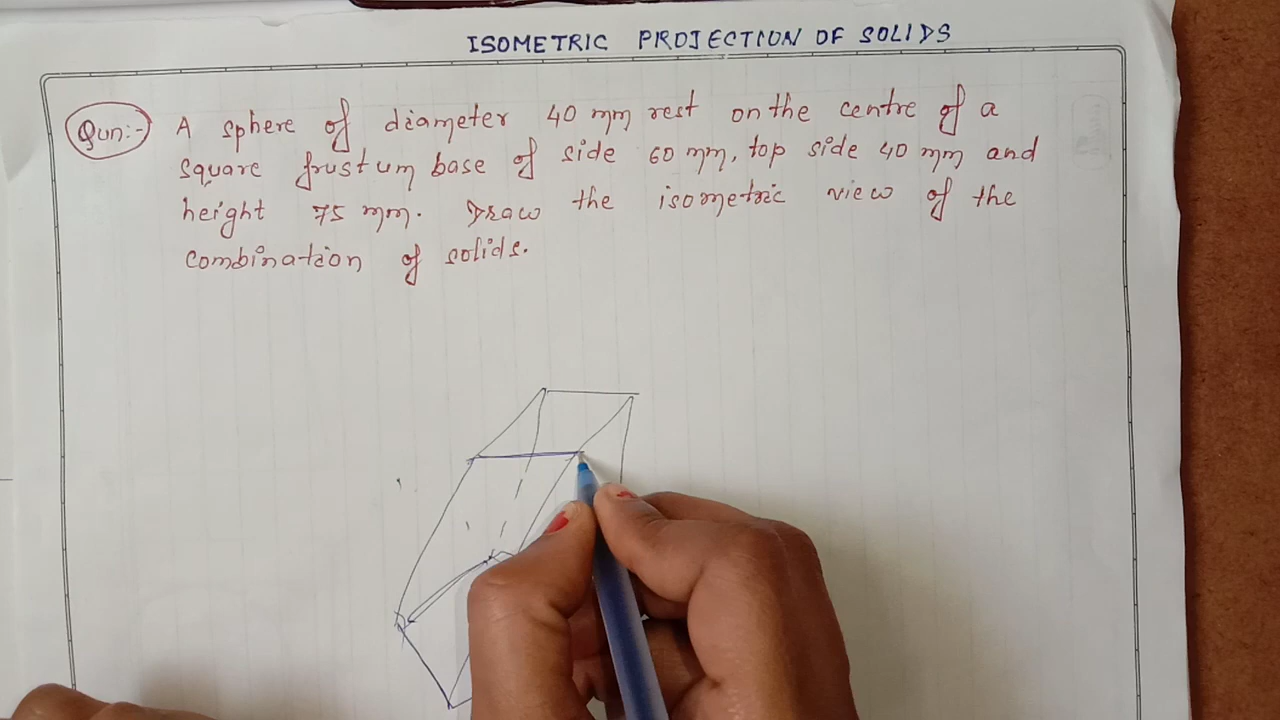 ISOMETRIC PROJECTION OF SOLIDS
Qun:- A sphere of diameter 40 mm rest on the centre of a
square frustum base of side 60 mm, top side 40 mm and
height 75 mm. Draw the isometric view of the
combination of solids.